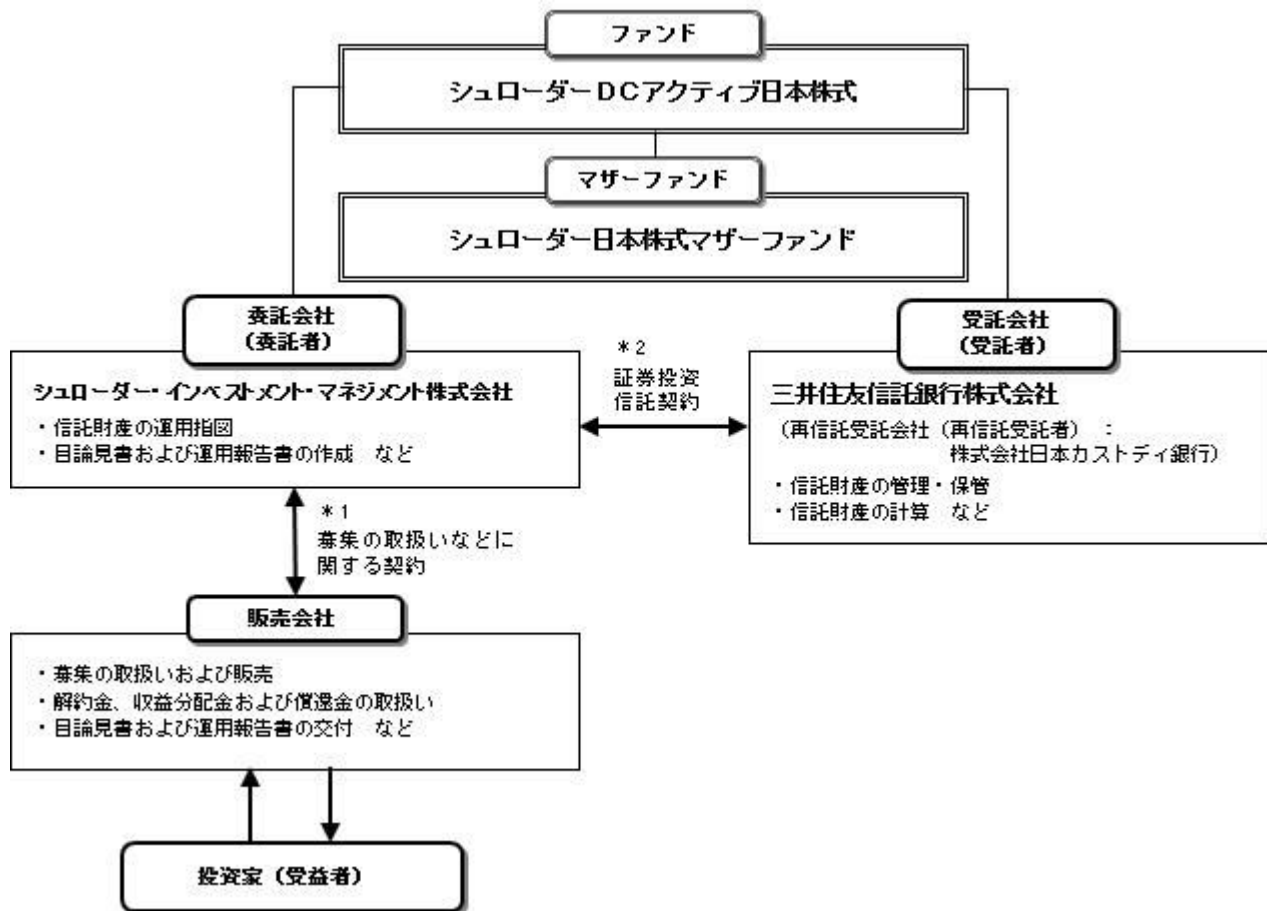 ファンド
シュローダーDCアクティブ日本株式
マザーファンド
シュローダー日本株式マザーファンド
委託会社
(委託者)
シュローダー・インベストメント・マネジメント株式会社
・信託財産の運用指図
・目論見書および運用報告書の作成 など
*2
証券投資
信託契約
受託会社
(受託者)
三井住友信託銀行株式会社
(再信託受託会社(再信託受託者) :
株式会社日本カストディ銀行)
・信託財産の管理・保管
・信託財産の計算 など
*1
募集の取扱いなどに
関する契約
販売会社
・募集の取扱いおよび販売
・解約金、収益分配金および償還金の取扱い
・目論見書および運用報告書の交付 など
投資家(受益者)